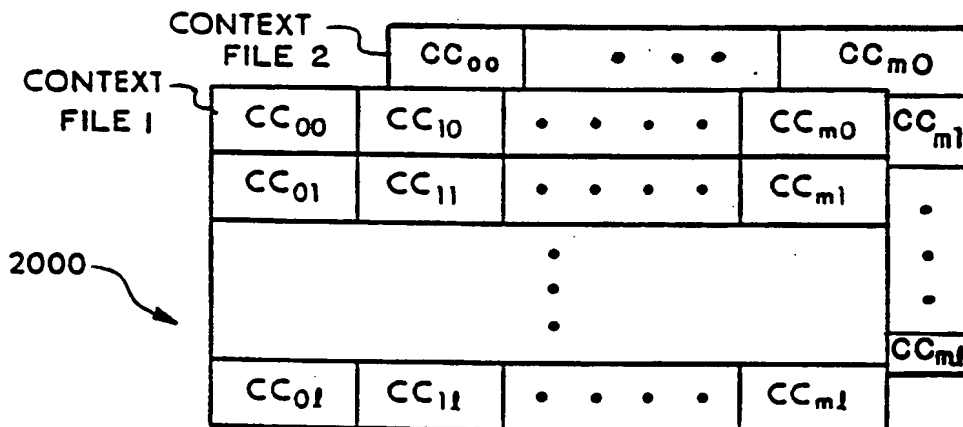 CONTEXT
FILE 2
CC₀₀ • • • CCₘ₀
CONTEXT
FILE 1
CC₀₀ CC₁₀ • • • • CCₘ₀ CCₘ₁
CC₀₁ CC₁₁ • • • • CCₘ₁
2000
CCₘℓ
CC₀ℓ CC₁ℓ • • • • CCₘℓ